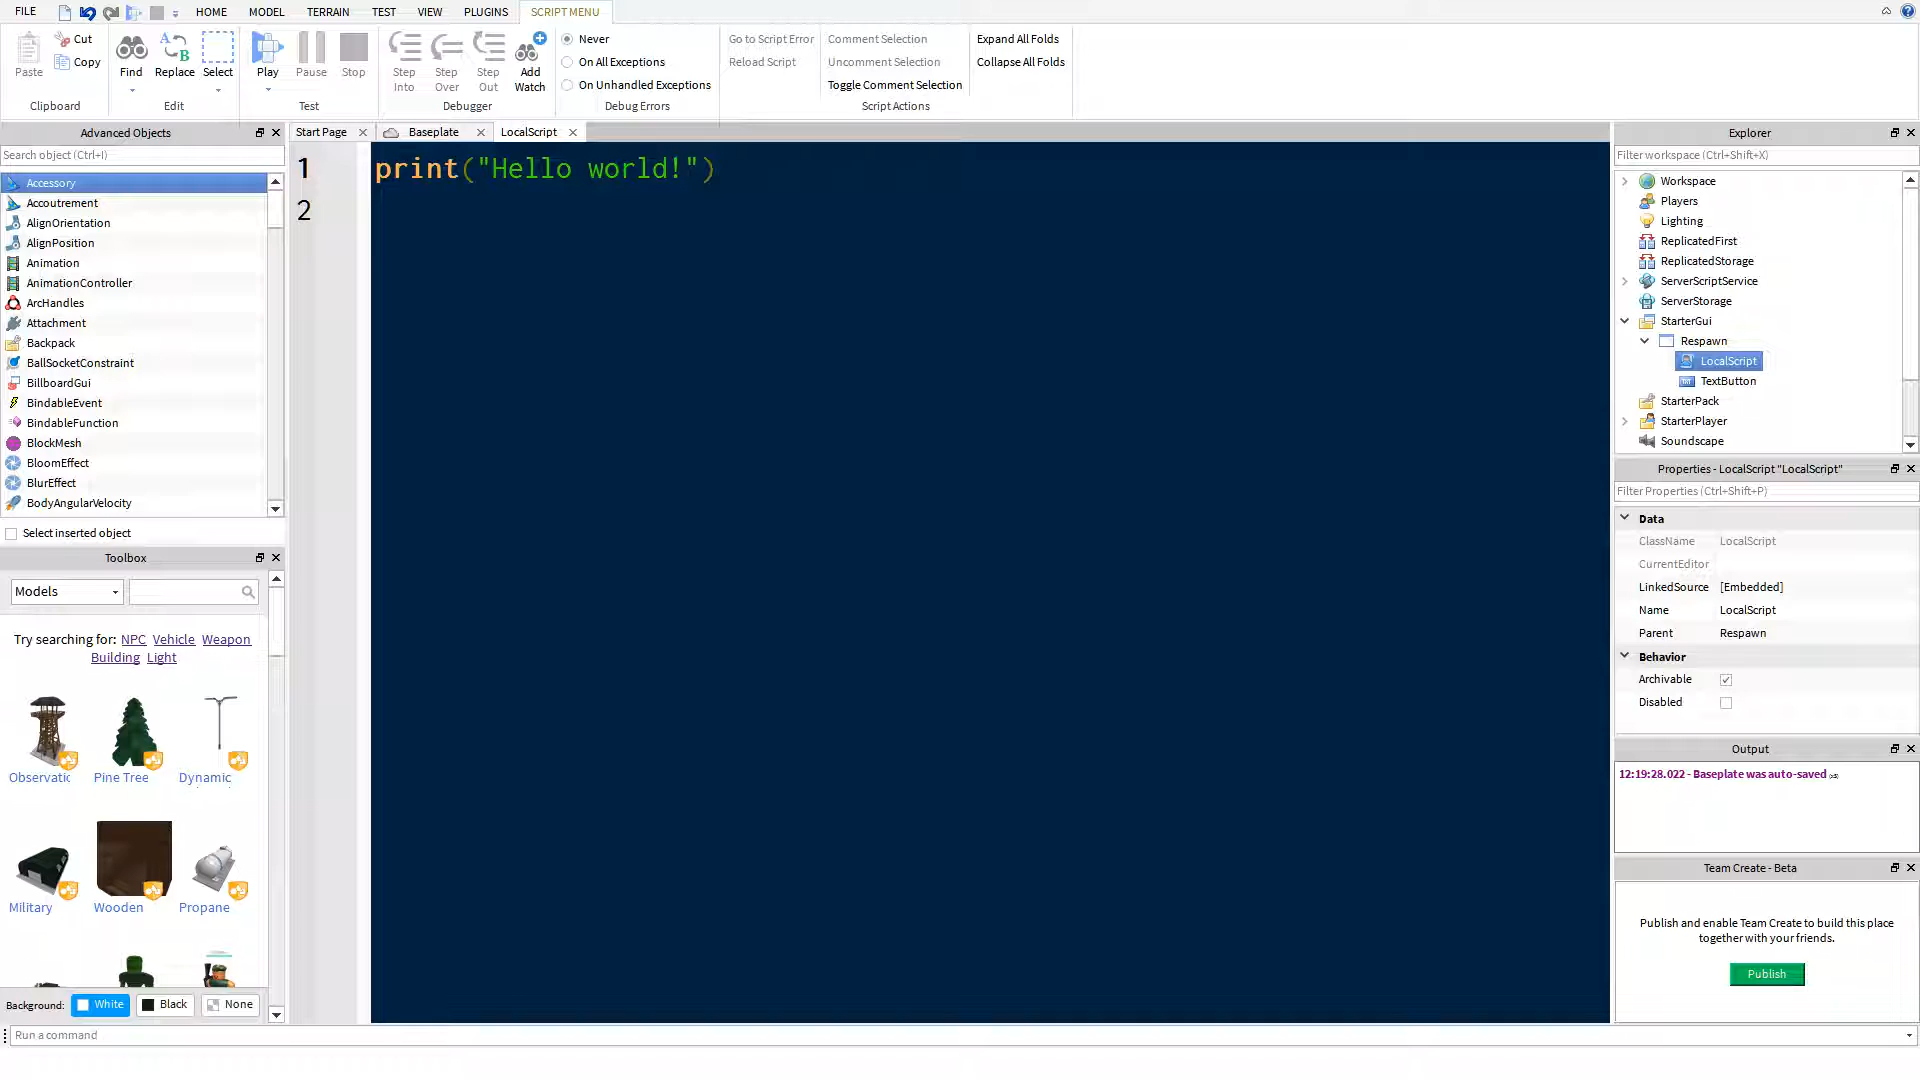 FILE HOME MODEL TERRAIN TEST VIEW PLUGINS SCRIPT MENU
Paste
Cut
Copy
Clipboard
Find
Replace
Select
Edit
Play
Pause
Stop
Test
Step Into
Step Over
Step Out
Add Watch
Debugger
Never
On All Exceptions
On Unhandled Exceptions
Debug Errors
Go to Script Error
Reload Script
Comment Selection
Uncomment Selection
Toggle Comment Selection
Script Actions
Expand All Folds
Collapse All Folds
Advanced Objects
Search object (Ctrl+I)
Accessory
Accoutrement
AlignOrientation
AlignPosition
Animation
AnimationController
ArcHandles
Attachment
Backpack
BallSocketConstraint
BillboardGui
BindableEvent
BindableFunction
BlockMesh
BloomEffect
BlurEffect
BodyAngularVelocity
Select inserted object
Toolbox
Models
Try searching for: NPC Vehicle Weapon
Building Light
Observatic Pine Tree Dynamic
Military Wooden Propane
Background: White Black None
Start Page Baseplate LocalScript
1 print("Hello world!")
2
Explorer
Filter workspace (Ctrl+Shift+X)
Workspace
Players
Lighting
ReplicatedFirst
ReplicatedStorage
ServerScriptService
ServerStorage
StarterGui
Respawn
LocalScript
TextButton
StarterPack
StarterPlayer
Soundscape
Properties - LocalScript "LocalScript"
Filter Properties (Ctrl+Shift+P)
Data
ClassName LocalScript
CurrentEditor
LinkedSource [Embedded]
Name LocalScript
Parent Respawn
Behavior
Archivable
Disabled
Output
12:19:28.022 - Baseplate was auto-saved
Team Create - Beta
Publish and enable Team Create to build this place
together with your friends.
Publish
Run a command